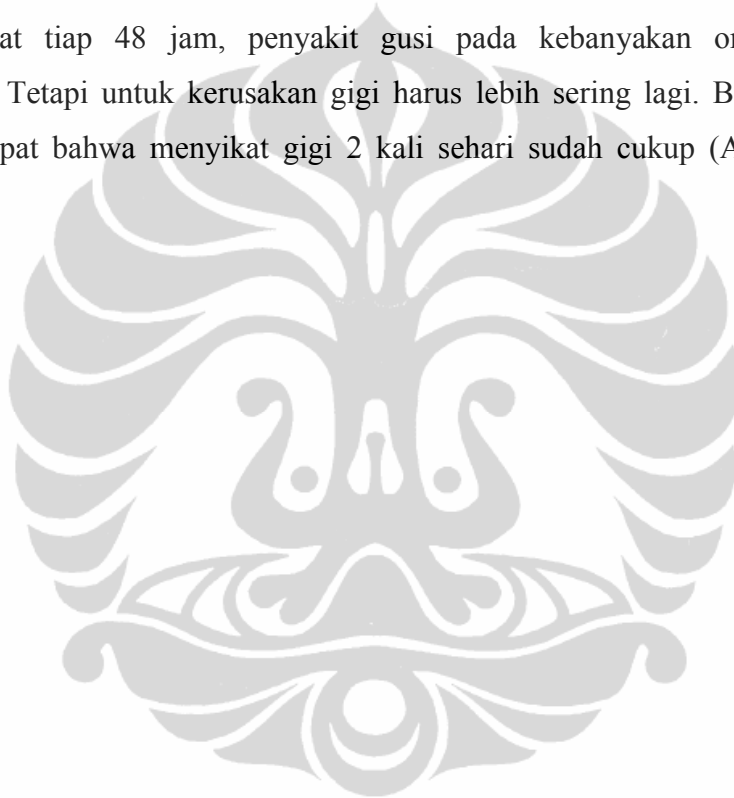 at tiap 48 jam, penyakit gusi pada kebanyakan or
Tetapi untuk kerusakan gigi harus lebih sering lagi. B
pat bahwa menyikat gigi 2 kali sehari sudah cukup (A